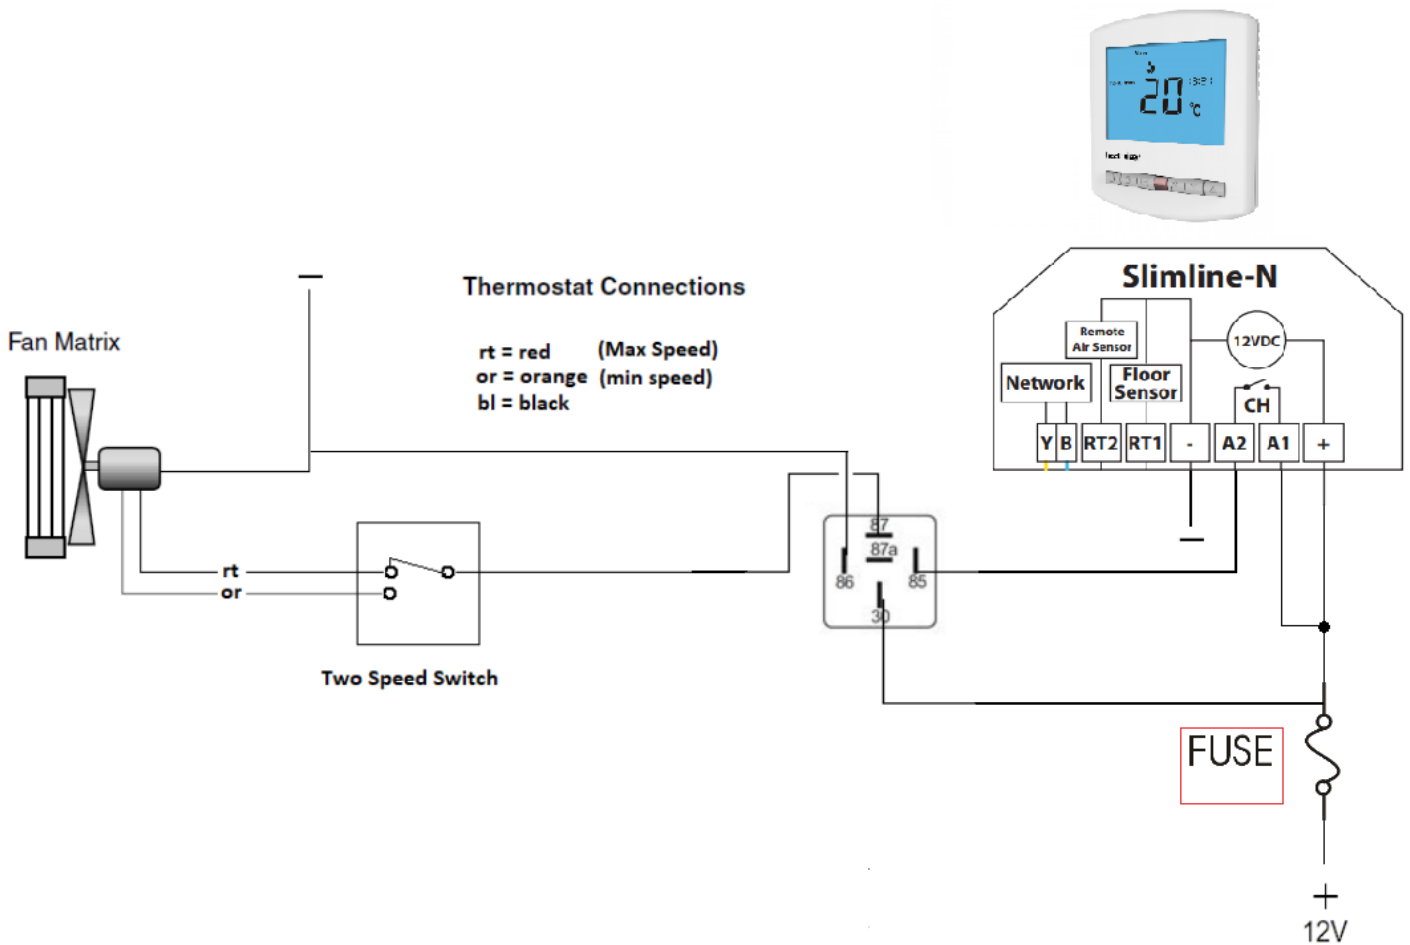 20 °C
Slimline-N
Thermostat Connections
Fan Matrix
rt = red (Max Speed)
or = orange (min speed)
bl = black
Remote
Air Sensor
12VDC
Network
Floor
Sensor
CH
Y B RT2 RT1 - A2 A1 +
87
87a
86 85
30
rt
or
Two Speed Switch
FUSE
+
12V